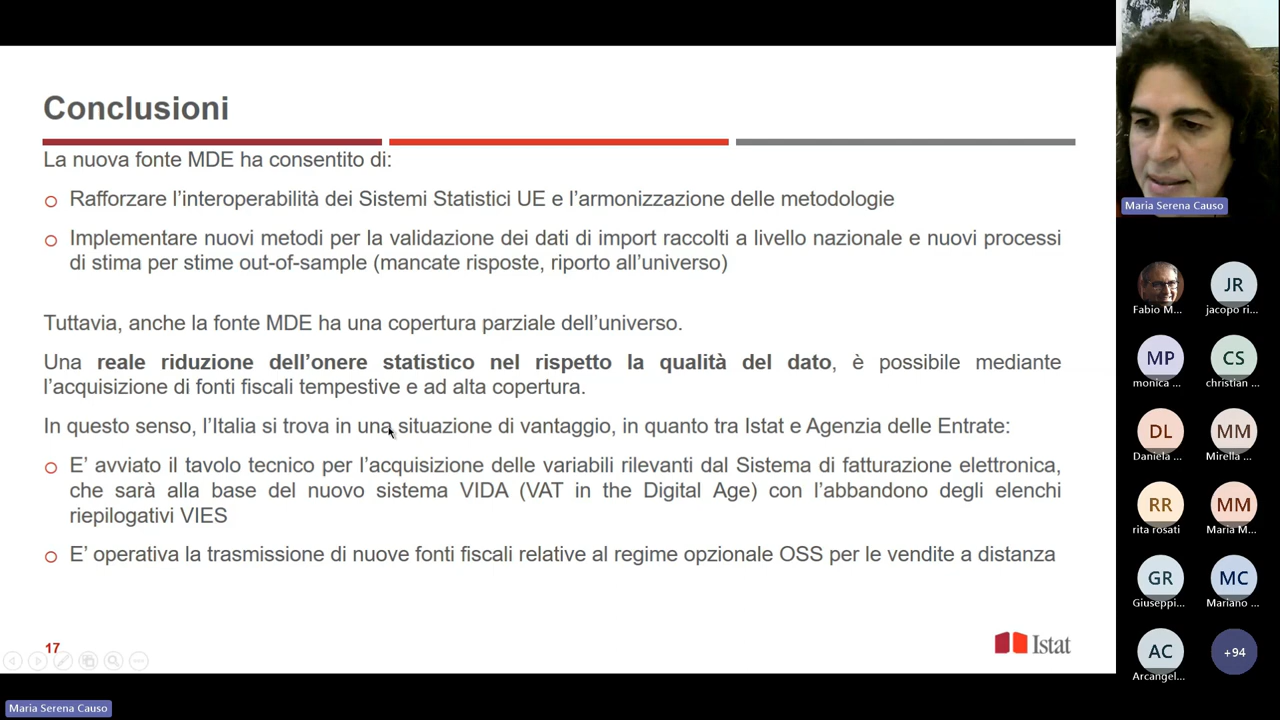 Conclusioni
La nuova fonte MDE ha consentito di:
Rafforzare l’interoperabilità dei Sistemi Statistici UE e l’armonizzazione delle metodologie
Implementare nuovi metodi per la validazione dei dati di import raccolti a livello nazionale e nuovi processi
di stima per stime out-of-sample (mancate risposte, riporto all’universo)
Tuttavia, anche la fonte MDE ha una copertura parziale dell’universo.
Una reale riduzione dell’onere statistico nel rispetto la qualità del dato, è possibile mediante
l’acquisizione di fonti fiscali tempestive e ad alta copertura.
In questo senso, l’Italia si trova in una situazione di vantaggio, in quanto tra Istat e Agenzia delle Entrate:
E’ avviato il tavolo tecnico per l’acquisizione delle variabili rilevanti dal Sistema di fatturazione elettronica,
che sarà alla base del nuovo sistema VIDA (VAT in the Digital Age) con l’abbandono degli elenchi
riepilogativi VIES
E’ operativa la trasmissione di nuove fonti fiscali relative al regime opzionale OSS per le vendite a distanza
17
Istat
Maria Serena Causo
Maria Serena Causo
Fabio M...
JR
jacopo ri...
MP
monica ...
CS
christian ...
DL
Daniela ...
MM
Mirella ...
RR
rita rosati
MM
Maria M...
GR
Giuseppi...
MC
Mariano ...
AC
Arcangel...
+94